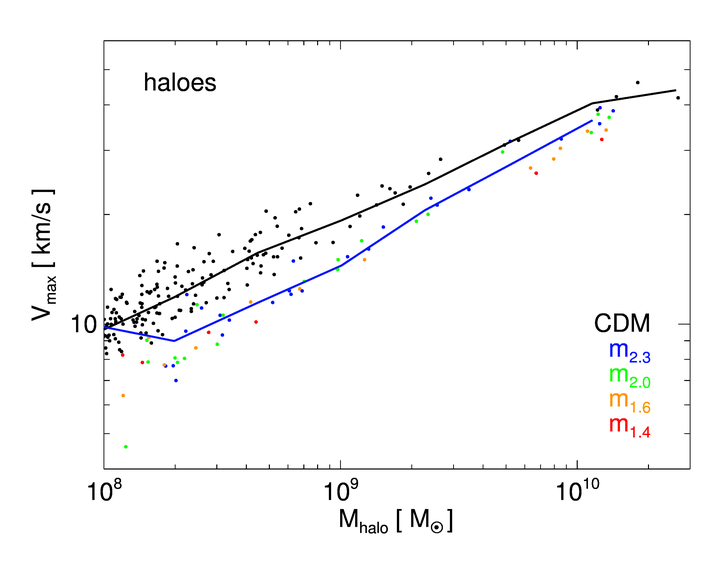 haloes
V_max [ km/s ]
10
CDM
m_2.3
m_2.0
m_1.6
m_1.4
10^8 10^9 10^10
M_halo [ M_☉ ]